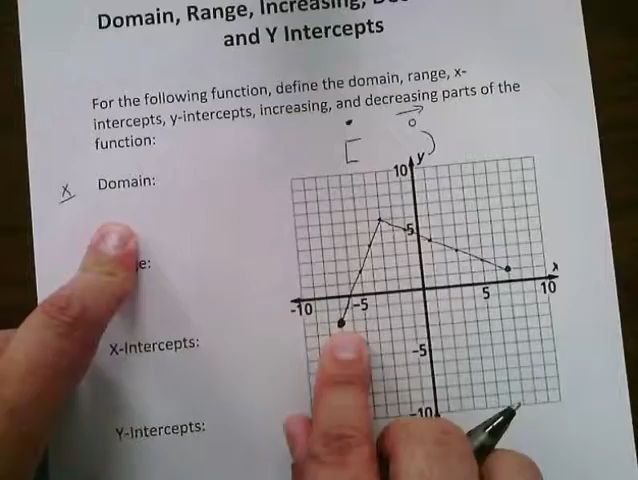 Domain, Range, Increasing,
and Y Intercepts
For the following function, define the domain, range, x-
intercepts, y-intercepts, increasing, and decreasing parts of the
function:
[ )
x Domain:
10 y
5
e:
x
-10 -5 5 10
X-Intercepts:
-5
-10
Y-Intercepts: